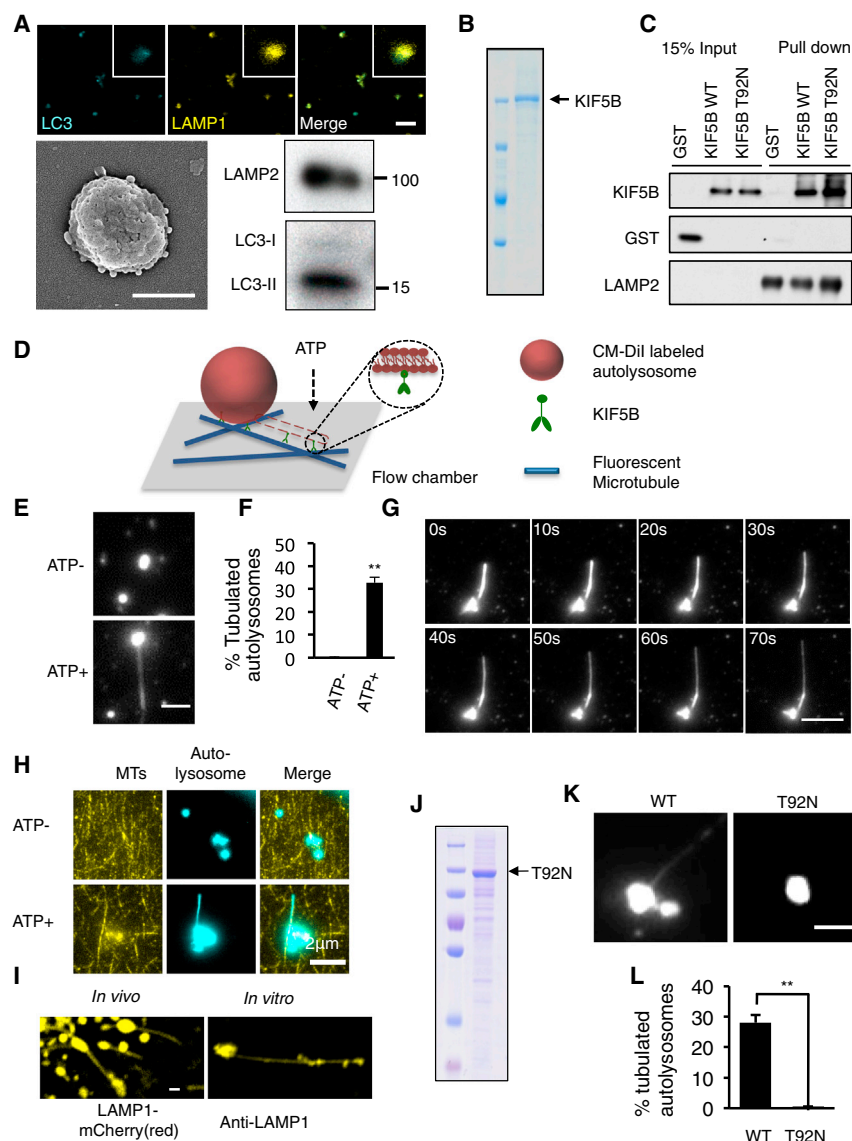 A
LC3
LAMP1
Merge
LAMP2
100
LC3-I
LC3-II
15
B
KIF5B
C
15% Input
Pull down
GST
KIF5B WT
KIF5B T92N
GST
KIF5B WT
KIF5B T92N
KIF5B
GST
LAMP2
D
ATP
Flow chamber
CM-Dil labeled
autolysosome
KIF5B
Fluorescent
Microtubule
E
ATP-
ATP+
F
% Tubulated
autolysosomes
50
40
30
20
10
0
**
ATP-
ATP+
G
0s
10s
20s
30s
40s
50s
60s
70s
H
MTs
Auto-
lysosome
Merge
ATP-
ATP+
2µm
I
In vivo
In vitro
LAMP1-
mCherry(red)
Anti-LAMP1
J
T92N
K
WT
T92N
L
% tubulated
autolysosomes
40
30
20
10
0
**
WT
T92N